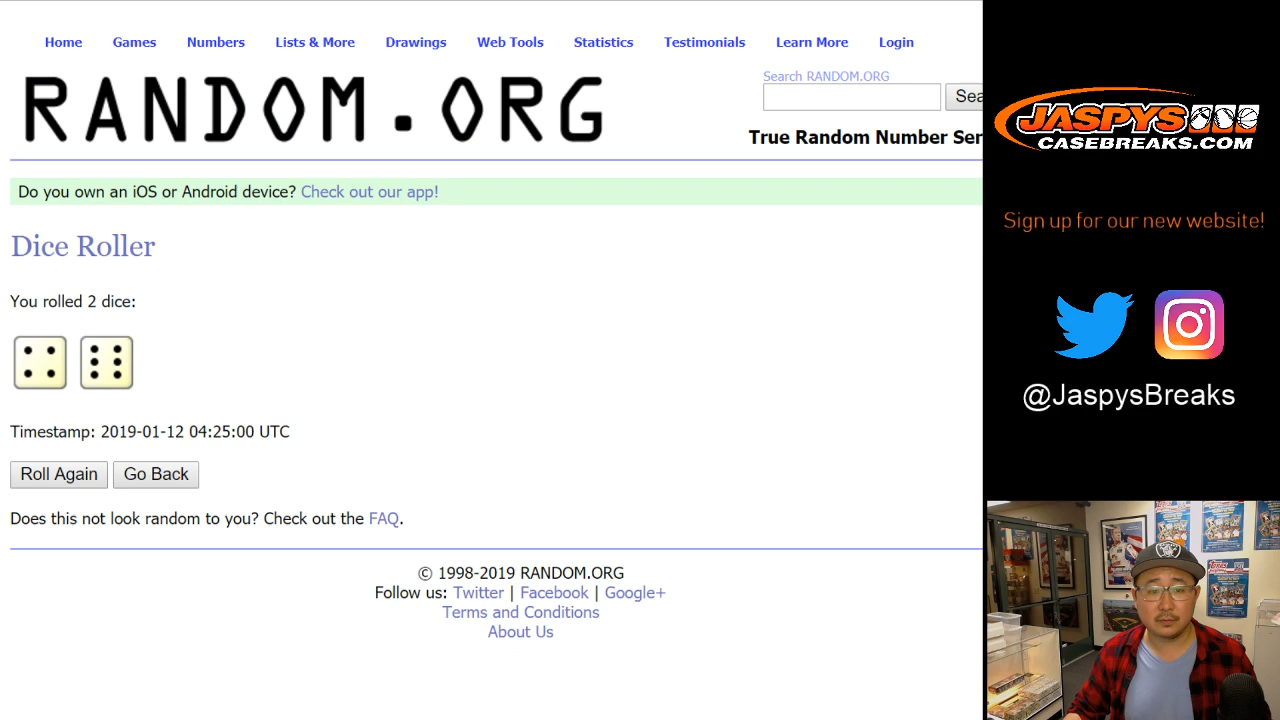 Home Games Numbers Lists & More Drawings Web Tools Statistics Testimonials Learn More Login
RANDOM.ORG
Search RANDOM.ORG
Sea
True Random Number Ser
Do you own an iOS or Android device? Check out our app!
Dice Roller
You rolled 2 dice:
Timestamp: 2019-01-12 04:25:00 UTC
Roll Again Go Back
Does this not look random to you? Check out the FAQ.
© 1998-2019 RANDOM.ORG
Follow us: Twitter | Facebook | Google+
Terms and Conditions
About Us
JASPYS
CASEBREAKS.COM
Sign up for our new website!
@JaspysBreaks
Topps